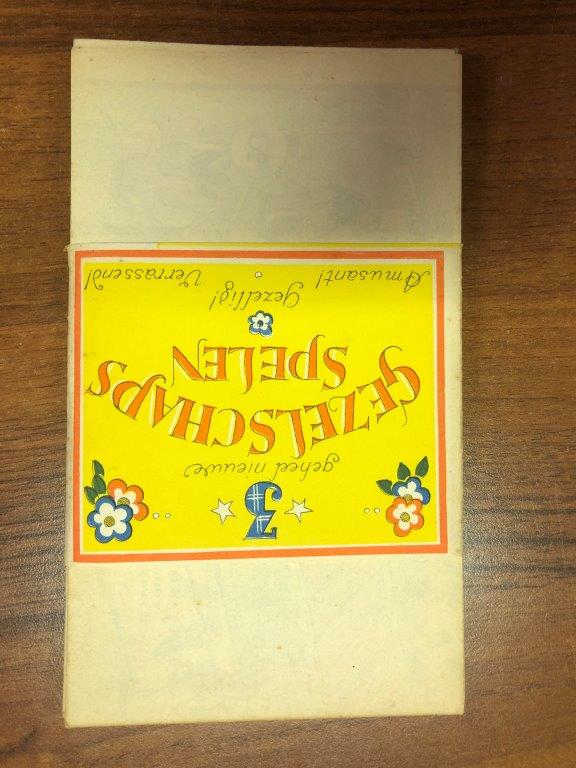 3
geheel nieuwe
GEZELSCHAPS
SPELEN
Amusant! Gezellig! Verrassend!